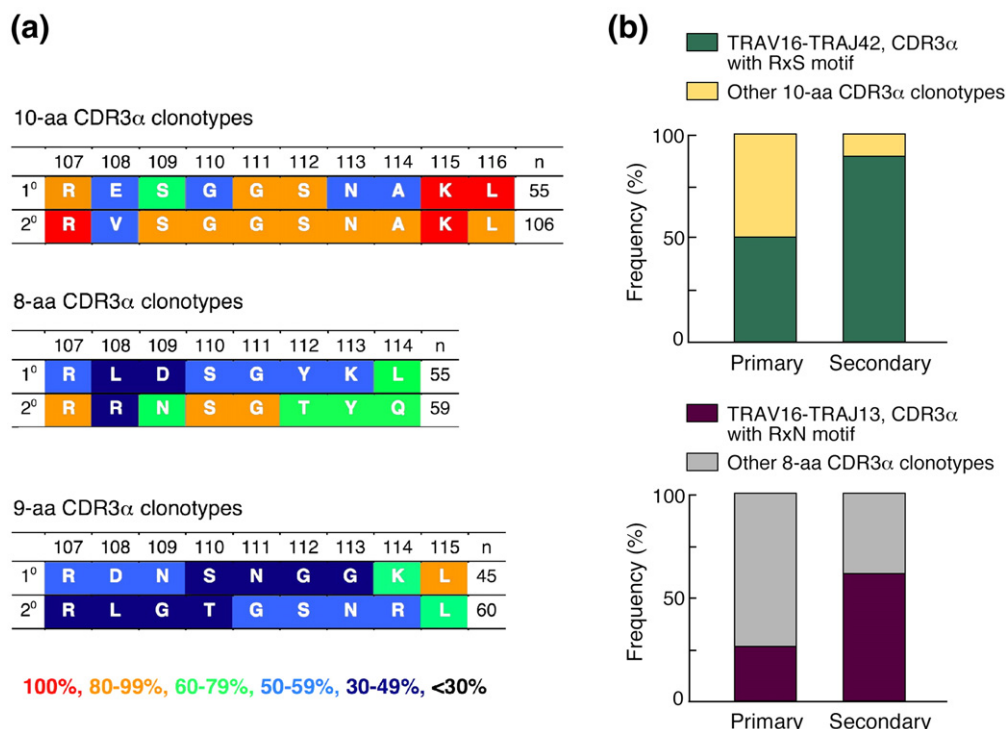 (a)
10-aa CDR3α clonotypes
107 108 109 110 111 112 113 114 115 116 n
1⁰ R E S G G S N A K L 55
2⁰ R V S G G S N A K L 106
8-aa CDR3α clonotypes
107 108 109 110 111 112 113 114 n
1⁰ R L D S G Y K L 55
2⁰ R R N S G T Y Q 59
9-aa CDR3α clonotypes
107 108 109 110 111 112 113 114 115 n
1⁰ R D N S N G G K L 45
2⁰ R L G T G S N R L 60
100%, 80-99%, 60-79%, 50-59%, 30-49%, <30%
(b)
TRAV16-TRAJ42, CDR3α
with RxS motif
Other 10-aa CDR3α clonotypes
Frequency (%)
100
50
0
Primary Secondary
TRAV16-TRAJ13, CDR3α
with RxN motif
Other 8-aa CDR3α clonotypes
Frequency (%)
100
50
0
Primary Secondary